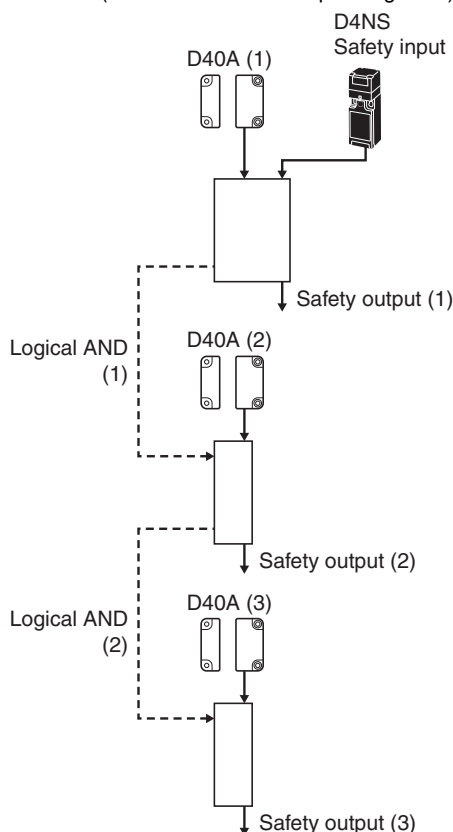 D4NS
Safety input
D40A (1)
Safety output (1)
Logical AND
(1)
D40A (2)
Safety output (2)
Logical AND
(2)
D40A (3)
Safety output (3)